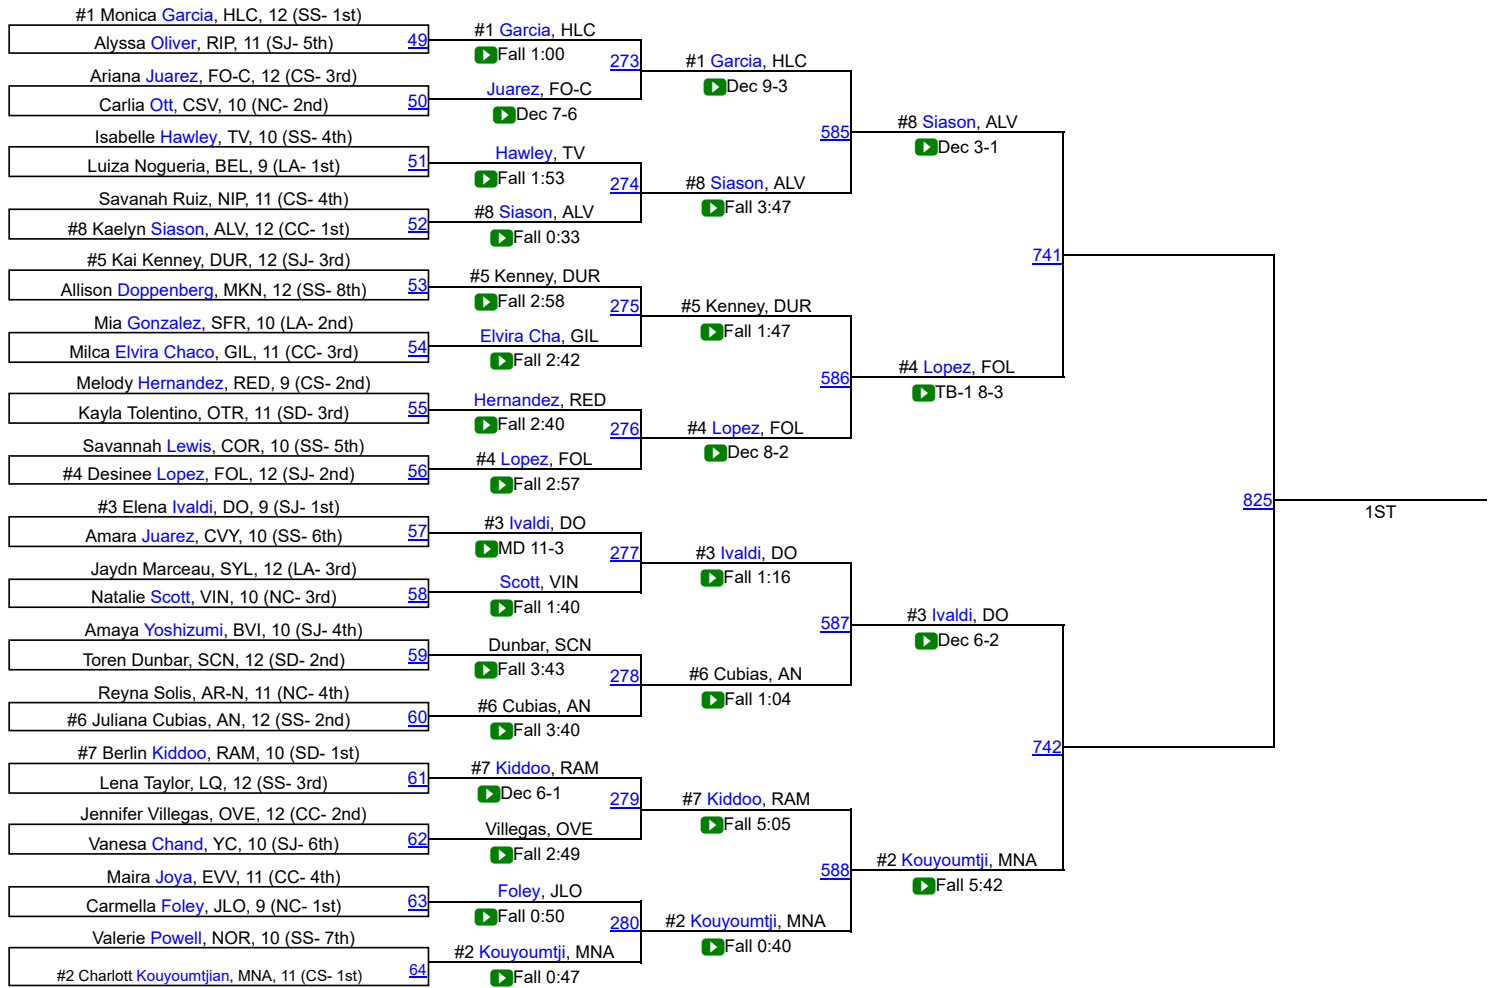 #1 Monica Garcia, HLC, 12 (SS- 1st)
Alyssa Oliver, RIP, 11 (SJ- 5th)
49
Ariana Juarez, FO-C, 12 (CS- 3rd)
Carlia Ott, CSV, 10 (NC- 2nd)
50
Isabelle Hawley, TV, 10 (SS- 4th)
Luiza Nogueria, BEL, 9 (LA- 1st)
51
Savanah Ruiz, NIP, 11 (CS- 4th)
#8 Kaelyn Siason, ALV, 12 (CC- 1st)
52
#5 Kai Kenney, DUR, 12 (SJ- 3rd)
Allison Doppenberg, MKN, 12 (SS- 8th)
53
Mia Gonzalez, SFR, 10 (LA- 2nd)
Milca Elvira Chaco, GIL, 11 (CC- 3rd)
54
Melody Hernandez, RED, 9 (CS- 2nd)
Kayla Tolentino, OTR, 11 (SD- 3rd)
55
Savannah Lewis, COR, 10 (SS- 5th)
#4 Desinee Lopez, FOL, 12 (SJ- 2nd)
56
#3 Elena Ivaldi, DO, 9 (SJ- 1st)
Amara Juarez, CVY, 10 (SS- 6th)
57
Jaydn Marceau, SYL, 12 (LA- 3rd)
Natalie Scott, VIN, 10 (NC- 3rd)
58
Amaya Yoshizumi, BVI, 10 (SJ- 4th)
Toren Dunbar, SCN, 12 (SD- 2nd)
59
Reyna Solis, AR-N, 11 (NC- 4th)
#6 Juliana Cubias, AN, 12 (SS- 2nd)
60
#7 Berlin Kiddoo, RAM, 10 (SD- 1st)
Lena Taylor, LQ, 12 (SS- 3rd)
61
Jennifer Villegas, OVE, 12 (CC- 2nd)
Vanesa Chand, YC, 10 (SJ- 6th)
62
Maira Joya, EVV, 11 (CC- 4th)
Carmella Foley, JLO, 9 (NC- 1st)
63
Valerie Powell, NOR, 10 (SS- 7th)
#2 Charlott Kouyoumtjian, MNA, 11 (CS- 1st)
64
#1 Garcia, HLC
Fall 1:00
273
Juarez, FO-C
Dec 7-6
Hawley, TV
Fall 1:53
274
#8 Siason, ALV
Fall 0:33
#5 Kenney, DUR
Fall 2:58
275
Elvira Cha, GIL
Fall 2:42
Hernandez, RED
Fall 2:40
276
#4 Lopez, FOL
Fall 2:57
#3 Ivaldi, DO
MD 11-3
277
Scott, VIN
Fall 1:40
Dunbar, SCN
Fall 3:43
278
#6 Cubias, AN
Fall 3:40
#7 Kiddoo, RAM
Dec 6-1
279
Villegas, OVE
Fall 2:49
Foley, JLO
Fall 0:50
280
#2 Kouyoumtji, MNA
Fall 0:47
#1 Garcia, HLC
Dec 9-3
585
#8 Siason, ALV
Fall 3:47
#5 Kenney, DUR
Fall 1:47
586
#4 Lopez, FOL
Dec 8-2
#3 Ivaldi, DO
Fall 1:16
587
#6 Cubias, AN
Fall 1:04
#7 Kiddoo, RAM
Fall 5:05
588
#2 Kouyoumtji, MNA
Fall 0:40
#8 Siason, ALV
Dec 3-1
741
#4 Lopez, FOL
TB-1 8-3
#3 Ivaldi, DO
Dec 6-2
742
#2 Kouyoumtji, MNA
Fall 5:42
825
1ST